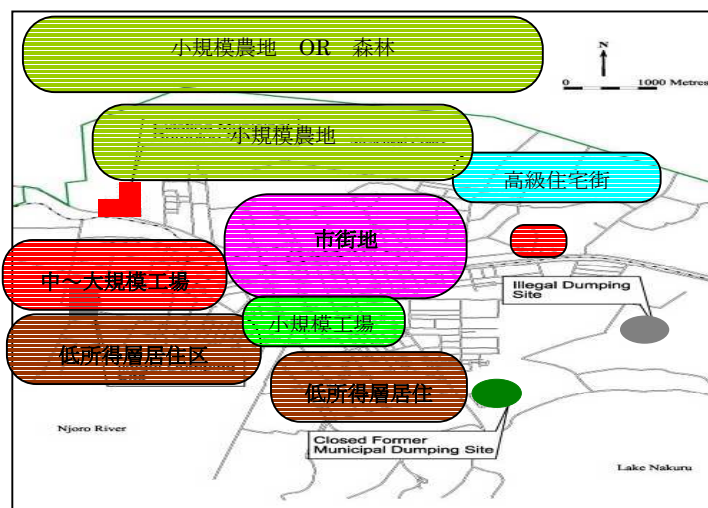 小規模農地　OR　森林
N
0 1000 Metres
小規模農地
高級住宅街
市街地
中～大規模工場
Illegal Dumping
Site
小規模工場
低所得層居住区
低所得層居住
Njoro River
Closed Former
Municipal Dumping Site
Lake Nakuru